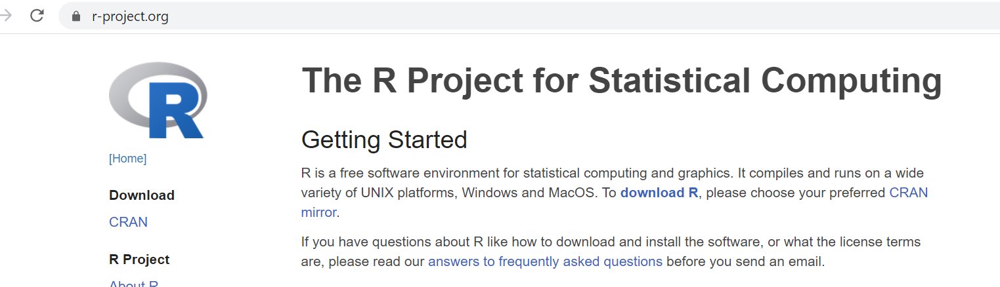 r-project.org
R
[Home]
Download
CRAN
R Project
About R
The R Project for Statistical Computing
Getting Started
R is a free software environment for statistical computing and graphics. It compiles and runs on a wide
variety of UNIX platforms, Windows and MacOS. To download R, please choose your preferred CRAN
mirror.
If you have questions about R like how to download and install the software, or what the license terms
are, please read our answers to frequently asked questions before you send an email.